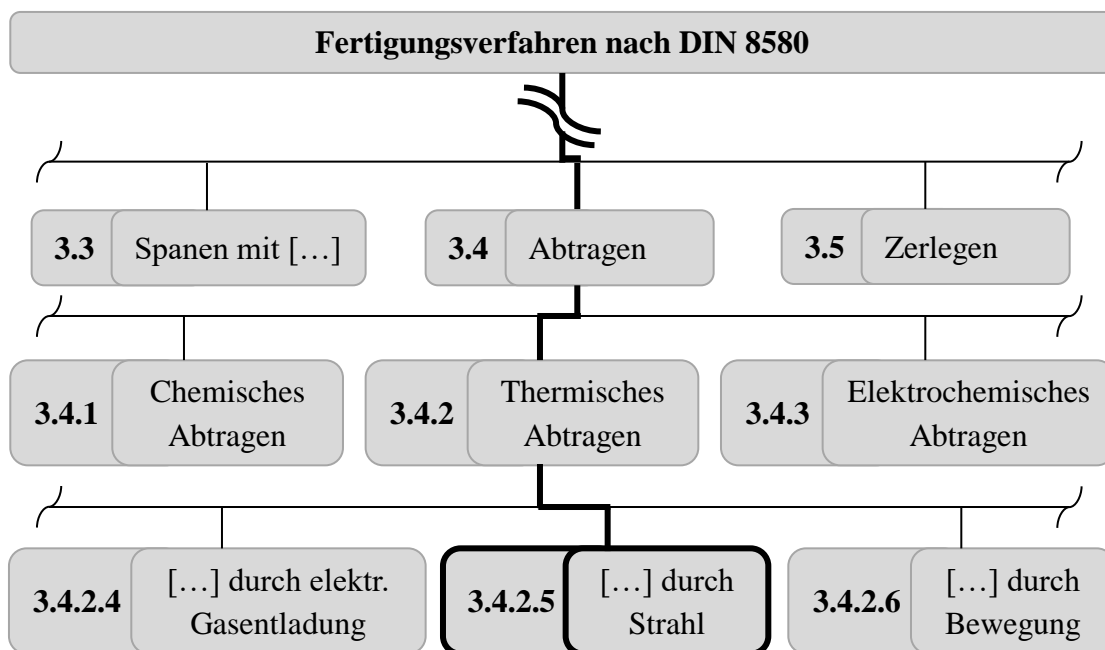 Fertigungsverfahren nach DIN 8580
3.3 Spanen mit […]
3.4 Abtragen
3.5 Zerlegen
3.4.1 Chemisches
Abtragen
3.4.2 Thermisches
Abtragen
3.4.3 Elektrochemisches
Abtragen
3.4.2.4 […] durch elektr.
Gasentladung
3.4.2.5 […] durch
Strahl
3.4.2.6 […] durch
Bewegung